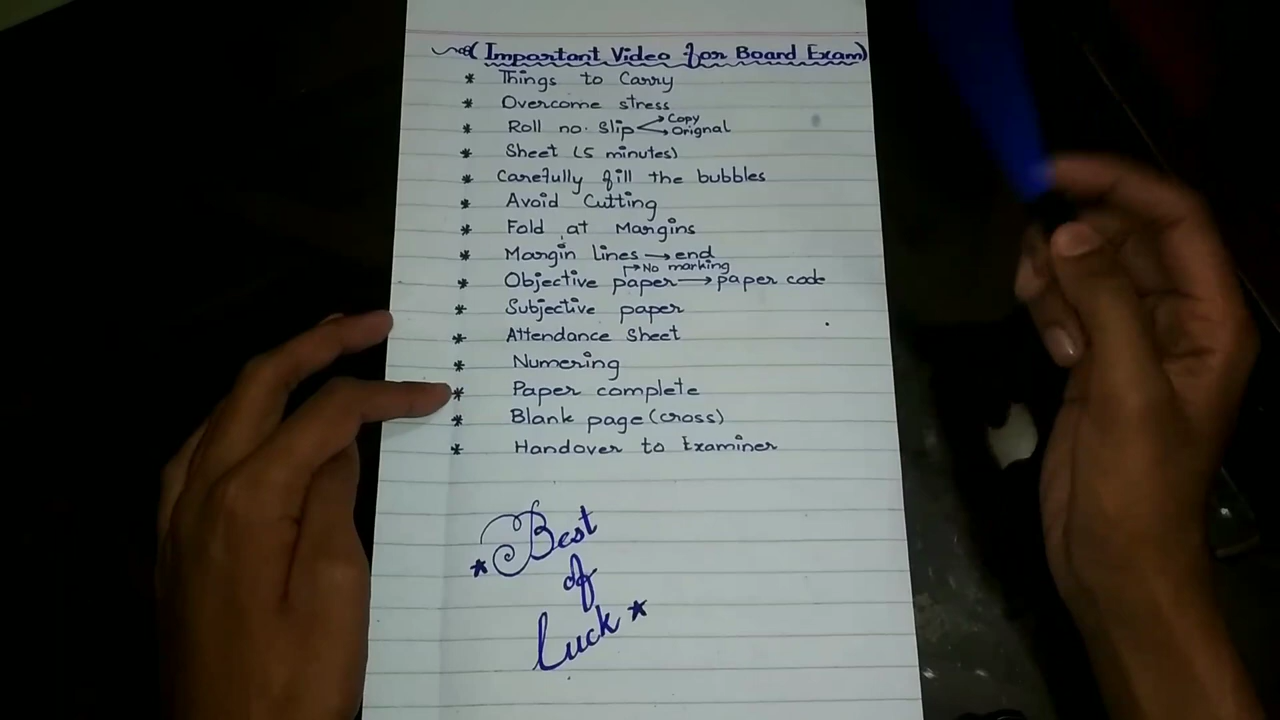 (Important Video for Board Exam)
* Things to Carry
* Overcome stress
* Roll no. Slip → Copy
→ Orignal
* Sheet (5 minutes)
* Carefully fill the bubbles
* Avoid Cutting
* Fold at Margins
* Margin lines → end
→ No marking
* Objective paper → paper code
* Subjective paper
* Attendance Sheet
* Numering
* Paper complete
* Blank page (cross)
* Handover to Examiner
* Best
of
Luck *